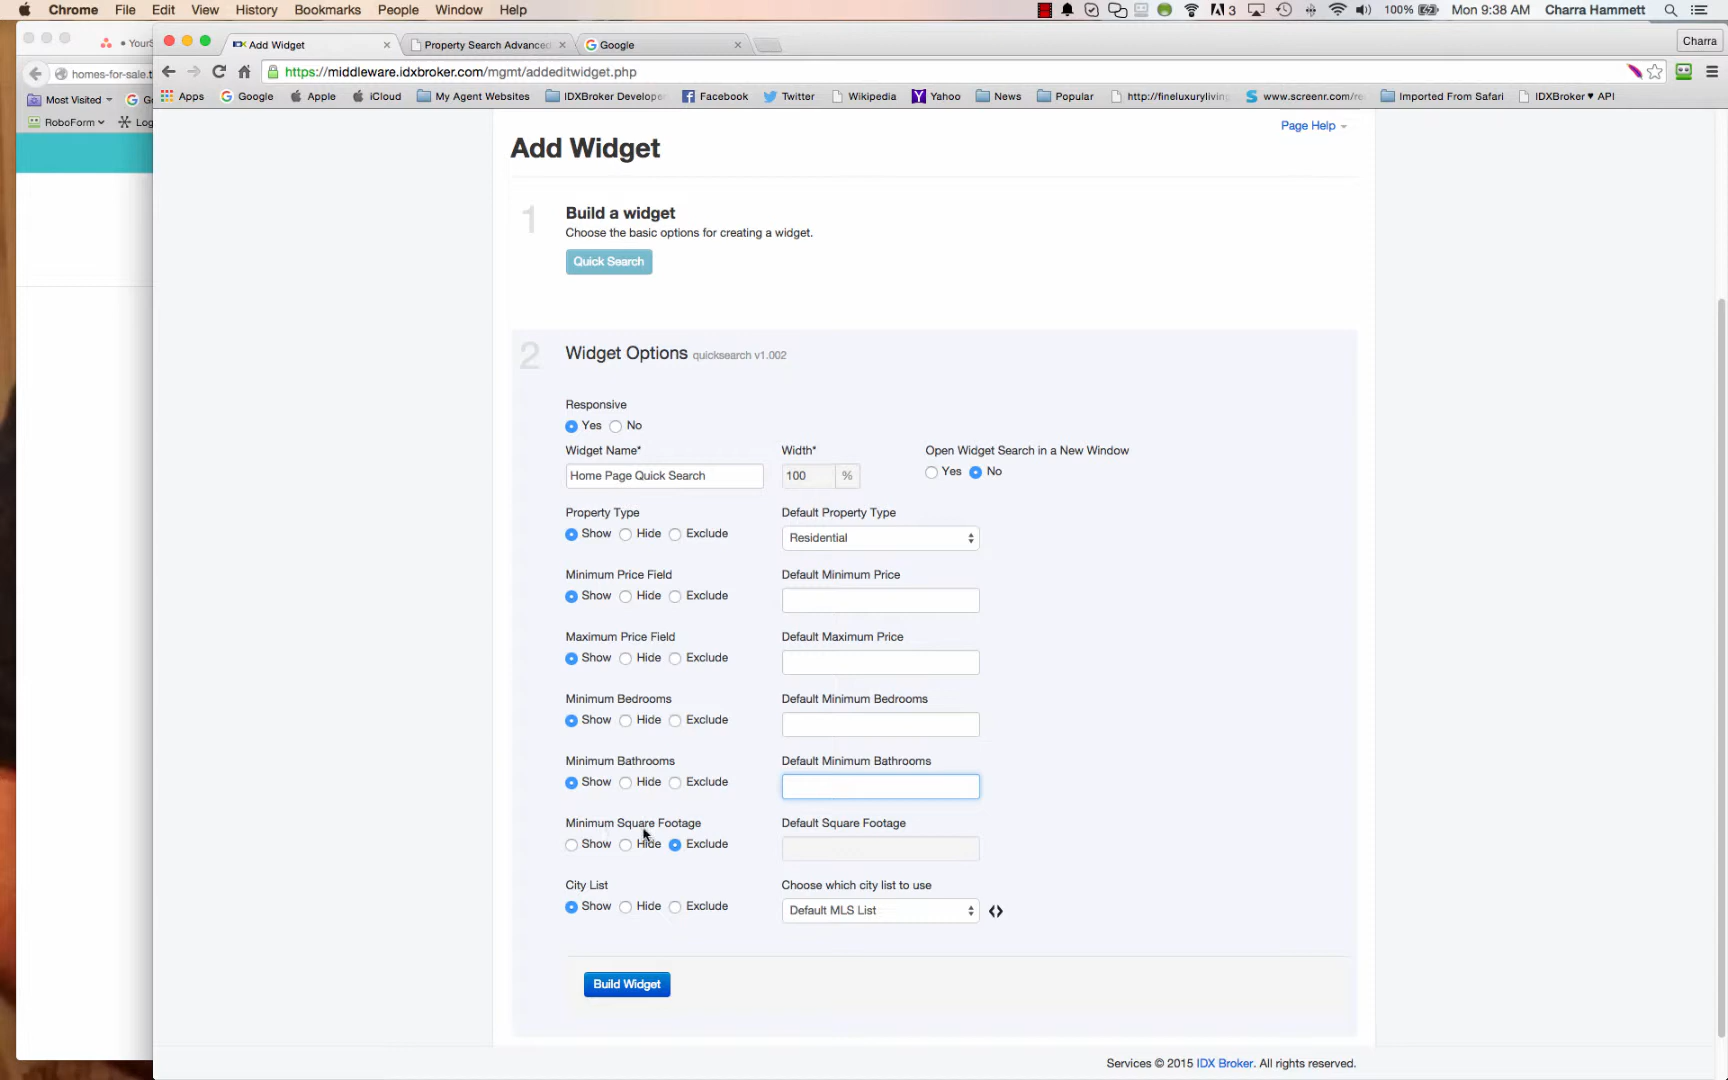 Chrome File Edit View History Bookmarks People Window Help 3 100% Mon 9:38 AM Charra Hammett
• YourS Add Widget Property Search Advanced Google Charra
homes-for-sale.t https://middleware.idxbroker.com/mgmt/addeditwidget.php
Most Visited Apps Google Apple iCloud My Agent Websites IDXBroker Develope Facebook Twitter Wikipedia Yahoo News Popular http://fineluxuryliving www.screenr.com/re Imported From Safari IDXBroker ♥ API
RoboForm Log
Page Help
Add Widget
1 Build a widget
Choose the basic options for creating a widget.
Quick Search
2 Widget Options quicksearch v1.002
Responsive
Yes No
Widget Name* Width* Open Widget Search in a New Window
Home Page Quick Search 100 % Yes No
Property Type Default Property Type
Show Hide Exclude Residential
Minimum Price Field Default Minimum Price
Show Hide Exclude
Maximum Price Field Default Maximum Price
Show Hide Exclude
Minimum Bedrooms Default Minimum Bedrooms
Show Hide Exclude
Minimum Bathrooms Default Minimum Bathrooms
Show Hide Exclude
Minimum Square Footage Default Square Footage
Show Hide Exclude
City List Choose which city list to use
Show Hide Exclude Default MLS List
Build Widget
Services © 2015 IDX Broker. All rights reserved.